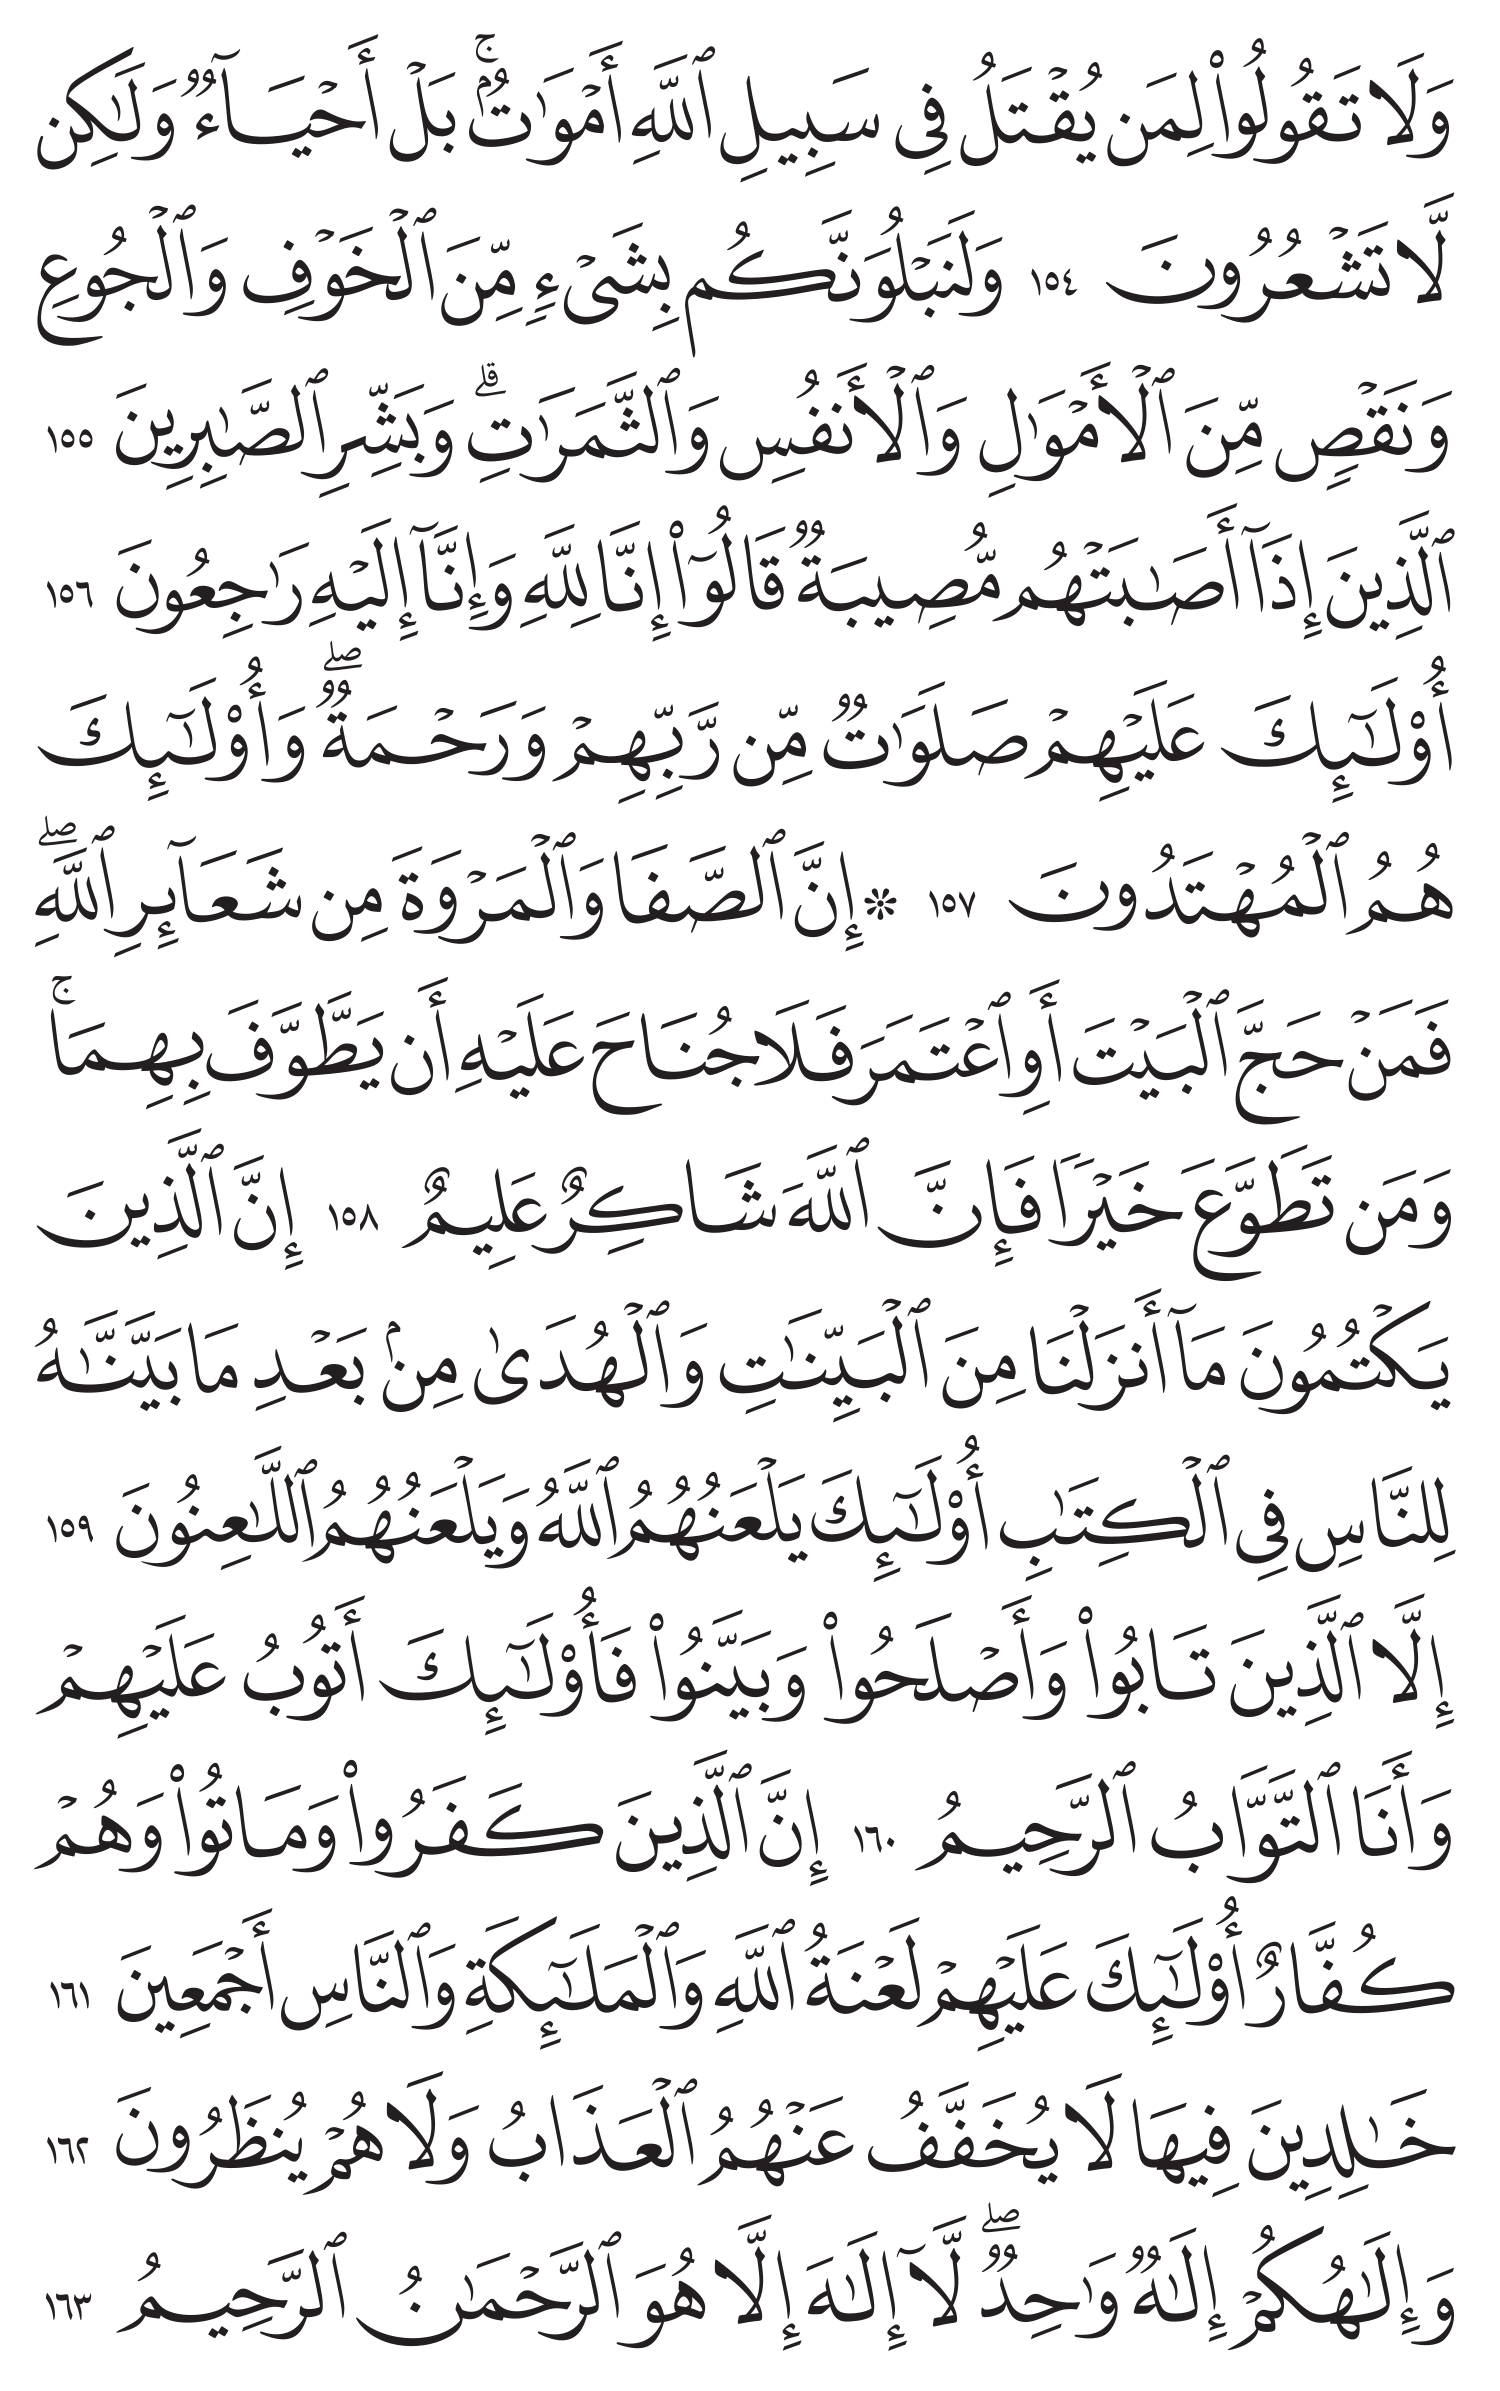 وَلَا تَقُولُوا۟ لِمَن يُقْتَلُ فِى سَبِيلِ ٱللَّهِ أَمْوَٰتٌۢ ۚ بَلْ أَحْيَآءٌ وَلَٰكِن
لَّا تَشْعُرُونَ ١٥٤ وَلَنَبْلُوَنَّكُم بِشَىْءٍ مِّنَ ٱلْخَوْفِ وَٱلْجُوعِ
وَنَقْصٍ مِّنَ ٱلْأَمْوَٰلِ وَٱلْأَنفُسِ وَٱلثَّمَرَٰتِ ۗ وَبَشِّرِ ٱلصَّٰبِرِينَ ١٥٥
ٱلَّذِينَ إِذَآ أَصَٰبَتْهُم مُّصِيبَةٌ قَالُوٓا۟ إِنَّا لِلَّهِ وَإِنَّآ إِلَيْهِ رَٰجِعُونَ ١٥٦
أُو۟لَٰٓئِكَ عَلَيْهِمْ صَلَوَٰتٌ مِّن رَّبِّهِمْ وَرَحْمَةٌ ۖ وَأُو۟لَٰٓئِكَ
هُمُ ٱلْمُهْتَدُونَ ١٥٧ ۞ إِنَّ ٱلصَّفَا وَٱلْمَرْوَةَ مِن شَعَآئِرِ ٱللَّهِ ۖ
فَمَنْ حَجَّ ٱلْبَيْتَ أَوِ ٱعْتَمَرَ فَلَا جُنَاحَ عَلَيْهِ أَن يَطَّوَّفَ بِهِمَا ۚ
وَمَن تَطَوَّعَ خَيْرًا فَإِنَّ ٱللَّهَ شَاكِرٌ عَلِيمٌ ١٥٨ إِنَّ ٱلَّذِينَ
يَكْتُمُونَ مَآ أَنزَلْنَا مِنَ ٱلْبَيِّنَٰتِ وَٱلْهُدَىٰ مِنۢ بَعْدِ مَا بَيَّنَّٰهُ
لِلنَّاسِ فِى ٱلْكِتَٰبِ أُو۟لَٰٓئِكَ يَلْعَنُهُمُ ٱللَّهُ وَيَلْعَنُهُمُ ٱللَّٰعِنُونَ ١٥٩
إِلَّا ٱلَّذِينَ تَابُوا۟ وَأَصْلَحُوا۟ وَبَيَّنُوا۟ فَأُو۟لَٰٓئِكَ أَتُوبُ عَلَيْهِمْ
وَأَنَا ٱلتَّوَّابُ ٱلرَّحِيمُ ١٦٠ إِنَّ ٱلَّذِينَ كَفَرُوا۟ وَمَاتُوا۟ وَهُمْ
كُفَّارٌ أُو۟لَٰٓئِكَ عَلَيْهِمْ لَعْنَةُ ٱللَّهِ وَٱلْمَلَٰٓئِكَةِ وَٱلنَّاسِ أَجْمَعِينَ ١٦١
خَٰلِدِينَ فِيهَا لَا يُخَفَّفُ عَنْهُمُ ٱلْعَذَابُ وَلَا هُمْ يُنظَرُونَ ١٦٢
وَإِلَٰهُكُمْ إِلَٰهٌ وَٰحِدٌ ۖ لَّآ إِلَٰهَ إِلَّا هُوَ ٱلرَّحْمَٰنُ ٱلرَّحِيمُ ١٦٣